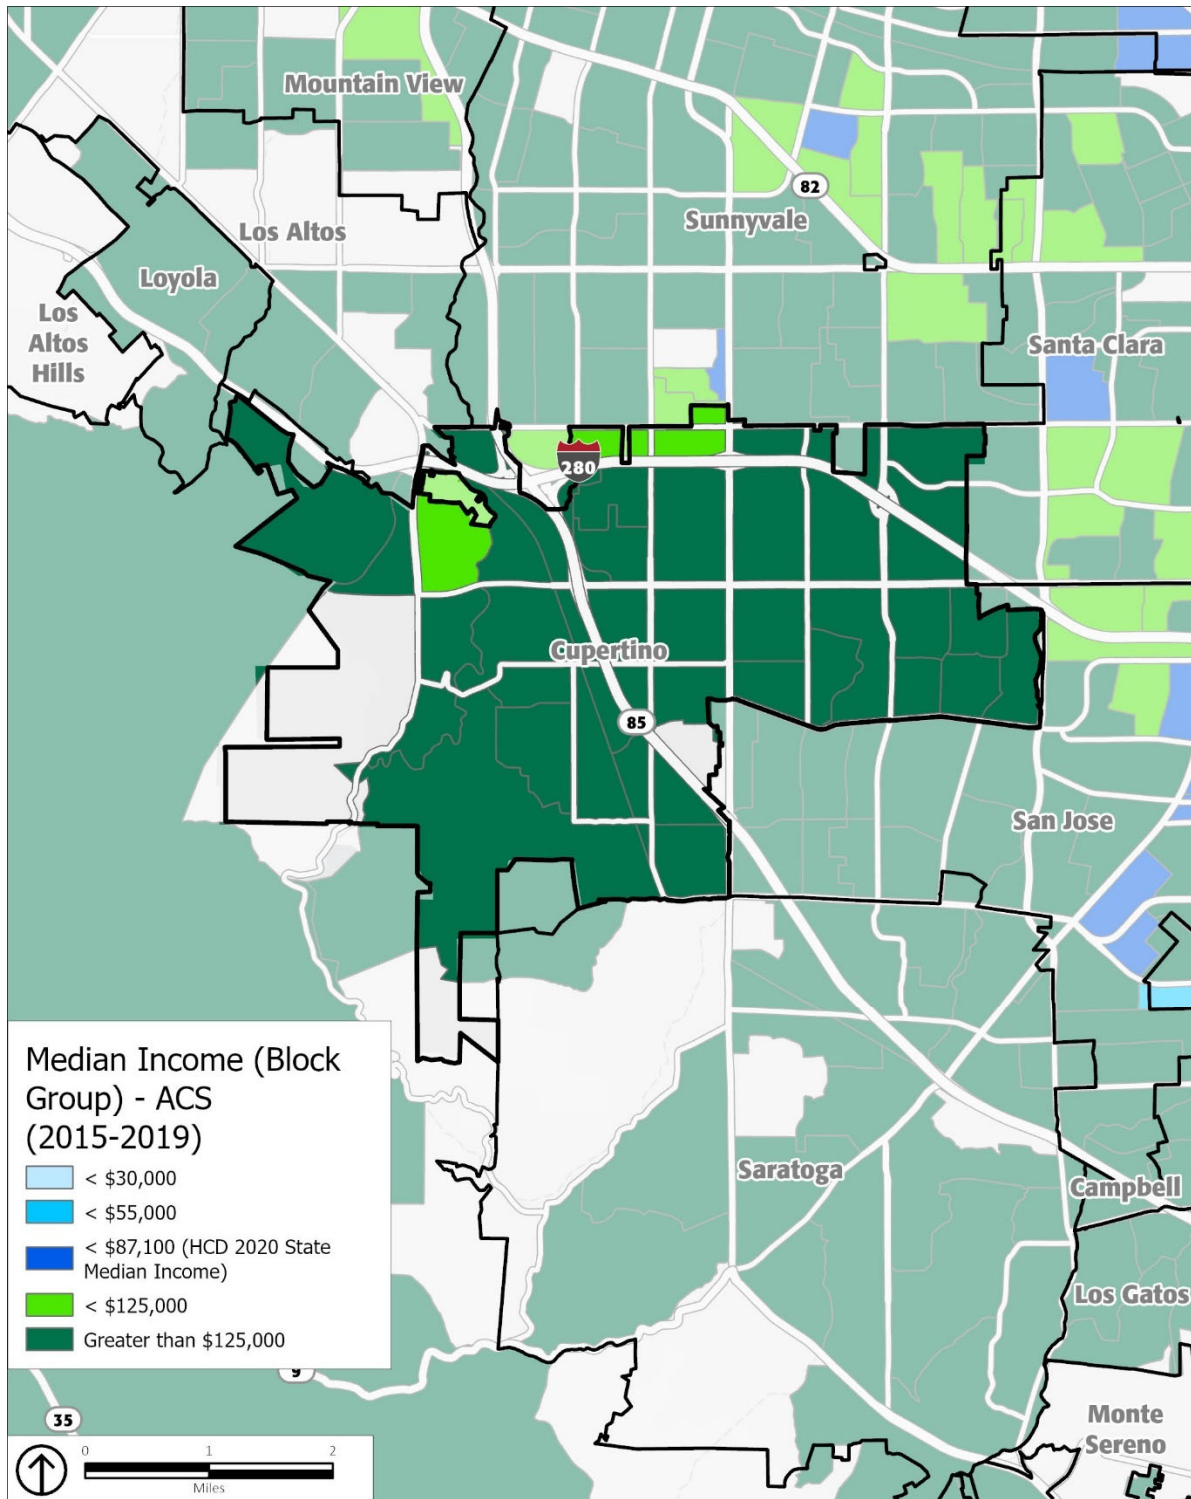 Mountain View
82
Sunnyvale
Los Altos
Loyola
Los
Altos
Hills
Santa Clara
280
Cupertino
85
San Jose
Saratoga
Campbell
Los Gatos
Monte
Sereno
Median Income (Block
Group) - ACS
(2015-2019)
< $30,000
< $55,000
< $87,100 (HCD 2020 State
Median Income)
< $125,000
Greater than $125,000
9
35
0 1 2
Miles